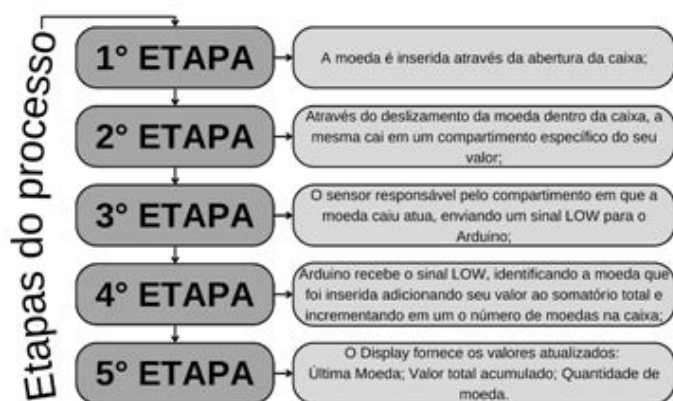 Etapas do processo
1° ETAPA
A moeda é inserida através da abertura da caixa;
2° ETAPA
Através do deslizamento da moeda dentro da caixa, a
mesma cai em um compartimento específico do seu
valor;
3° ETAPA
O sensor responsável pelo compartimento em que a
moeda caiu atua, enviando um sinal LOW para o
Arduino;
4° ETAPA
Arduino recebe o sinal LOW, identificando a moeda que
foi inserida adicionando seu valor ao somatório total e
incrementando em um o número de moedas na caixa;
5° ETAPA
O Display fornece os valores atualizados:
Última Moeda; Valor total acumulado; Quantidade de
moeda.